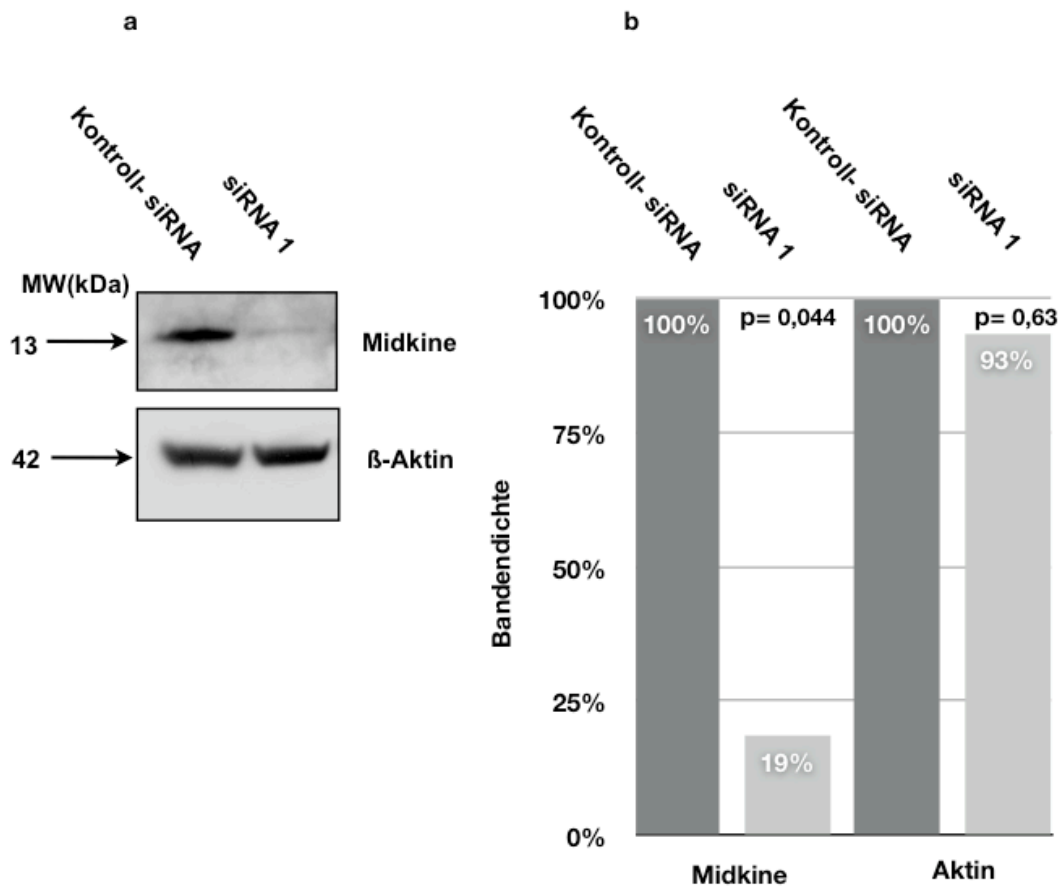 a
Kontroll- siRNA
siRNA 1
MW(kDa)
13
Midkine
42
ß-Aktin
b
Kontroll- siRNA
siRNA 1
Kontroll- siRNA
siRNA 1
Bandendichte
100%
75%
50%
25%
0%
100%
p= 0,044
19%
100%
p= 0,63
93%
Midkine
Aktin